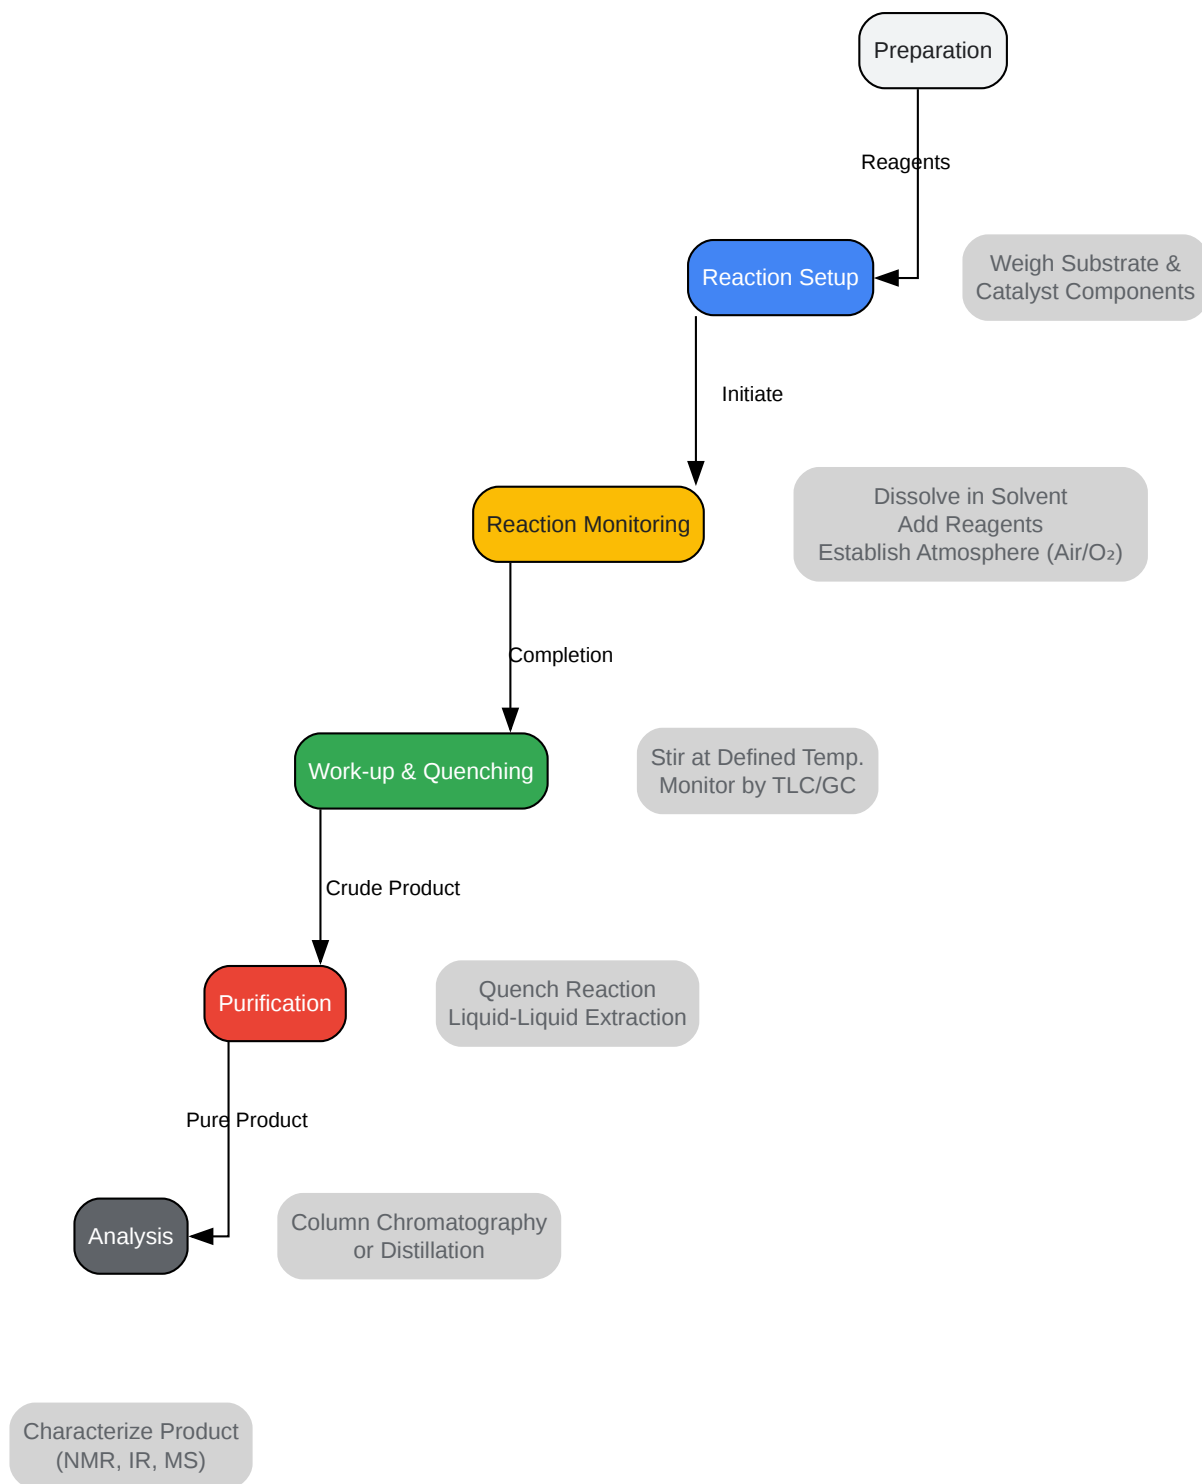 Preparation
Reagents
Reaction Setup
Weigh Substrate &
Catalyst Components
Initiate
Reaction Monitoring
Dissolve in Solvent
Add Reagents
Establish Atmosphere (Air/O₂)
Completion
Work-up & Quenching
Stir at Defined Temp.
Monitor by TLC/GC
Crude Product
Purification
Quench Reaction
Liquid-Liquid Extraction
Pure Product
Analysis
Column Chromatography
or Distillation
Characterize Product
(NMR, IR, MS)